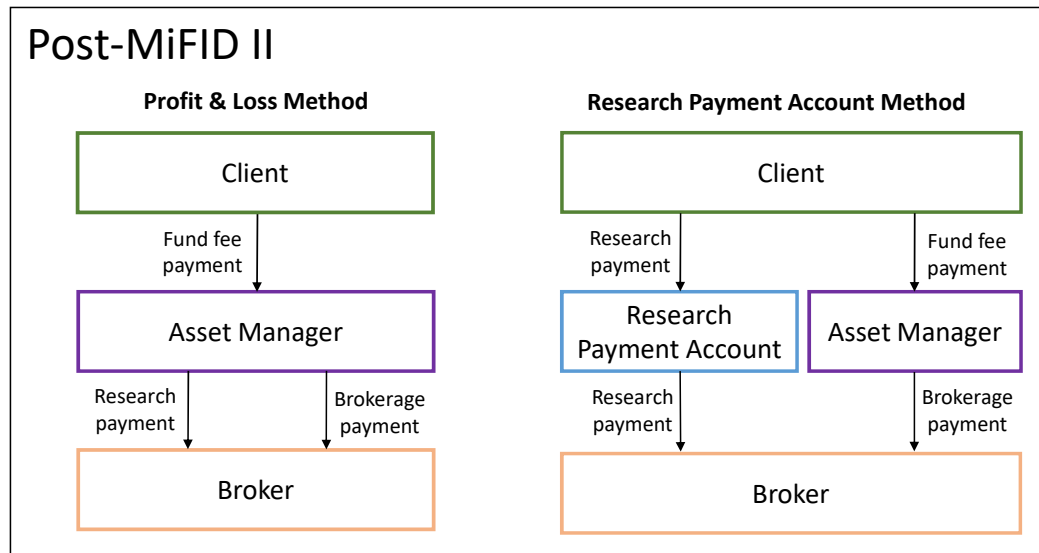 Post-MiFID II
Profit & Loss Method
Client
Fund fee
payment
Asset Manager
Research
payment
Brokerage
payment
Broker
Research Payment Account Method
Client
Research
payment
Fund fee
payment
Research
Payment Account
Asset Manager
Research
payment
Brokerage
payment
Broker